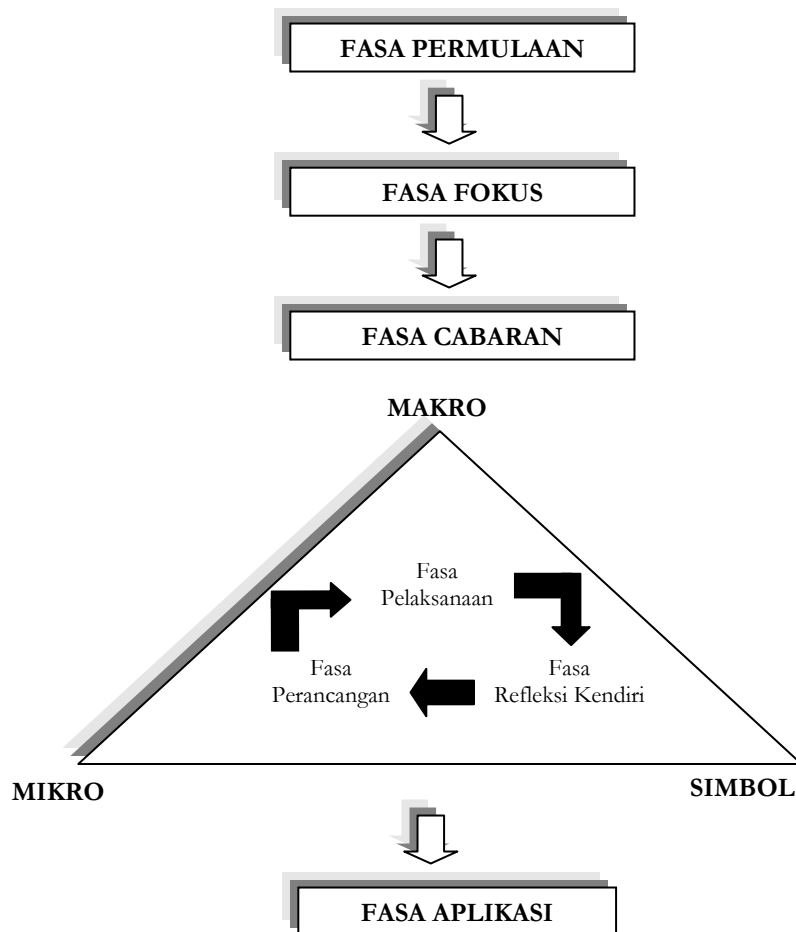 FASA PERMULAAN
FASA FOKUS
FASA CABARAN
MAKRO
Fasa
Pelaksanaan
Fasa
Perancangan
Fasa
Refleksi Kendiri
MIKRO
SIMBOL
FASA APLIKASI